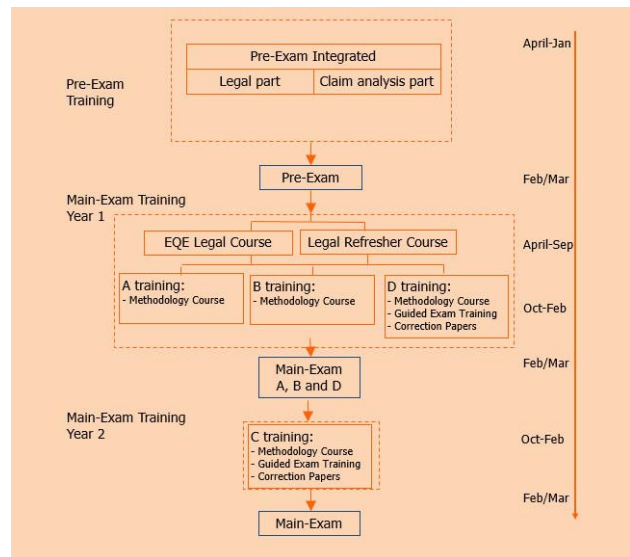 April-Jan
Pre-Exam Integrated
Legal part
Claim analysis part
Pre-Exam
Training
Pre-Exam
Feb/Mar
Main-Exam Training
Year 1
EQE Legal Course
Legal Refresher Course
April-Sep
A training:
- Methodology Course
B training:
- Methodology Course
D training:
- Methodology Course
- Guided Exam Training
- Correction Papers
Oct-Feb
Main-Exam
A, B and D
Feb/Mar
Main-Exam Training
Year 2
C training:
- Methodology Course
- Guided Exam Training
- Correction Papers
Oct-Feb
Feb/Mar
Main-Exam